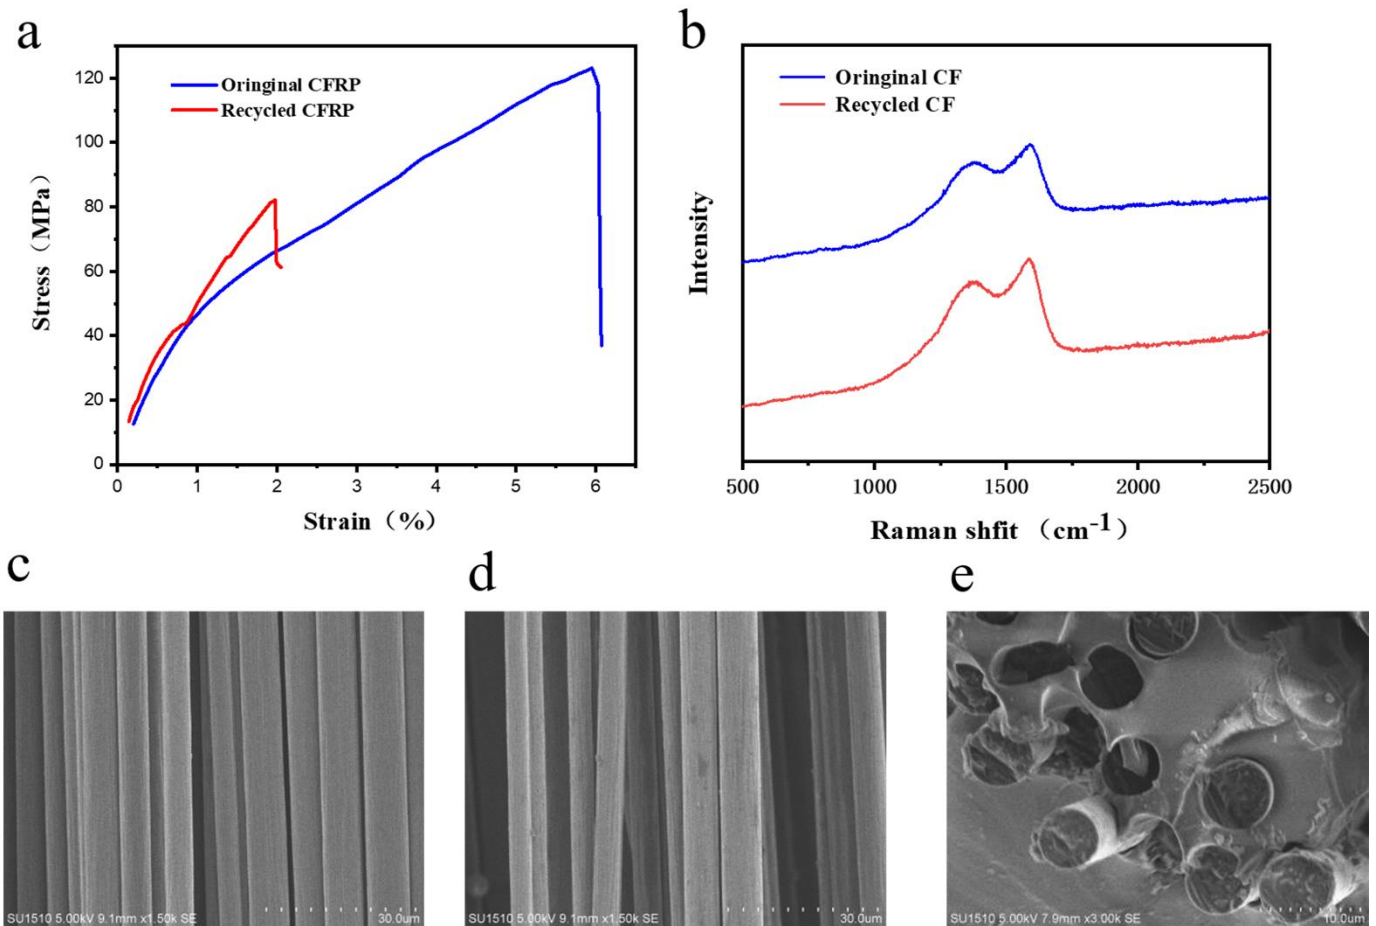 a
120
100
80
60
40
20
0
Stress（MPa）
Oringinal CFRP
Recycled CFRP
0 1 2 3 4 5 6
Strain（%）
b
Intensity
Oringinal CF
Recycled CF
500 1000 1500 2000 2500
Raman shfit （cm-1）
c
SU1510 5.00kV 9.1mm x1.50k SE 30.0um
d
SU1510 5.00kV 9.1mm x1.50k SE 30.0um
e
SU1510 5.00kV 7.9mm x3.00k SE 10.0um